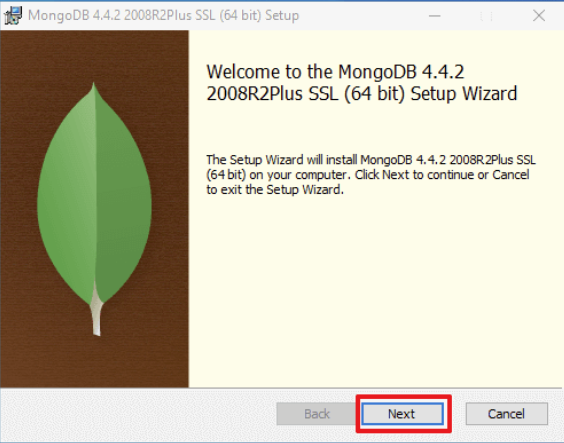 MongoDB 4.4.2 2008R2Plus SSL (64 bit) Setup
Welcome to the MongoDB 4.4.2
2008R2Plus SSL (64 bit) Setup Wizard
The Setup Wizard will install MongoDB 4.4.2 2008R2Plus SSL
(64 bit) on your computer. Click Next to continue or Cancel
to exit the Setup Wizard.
Back
Next
Cancel